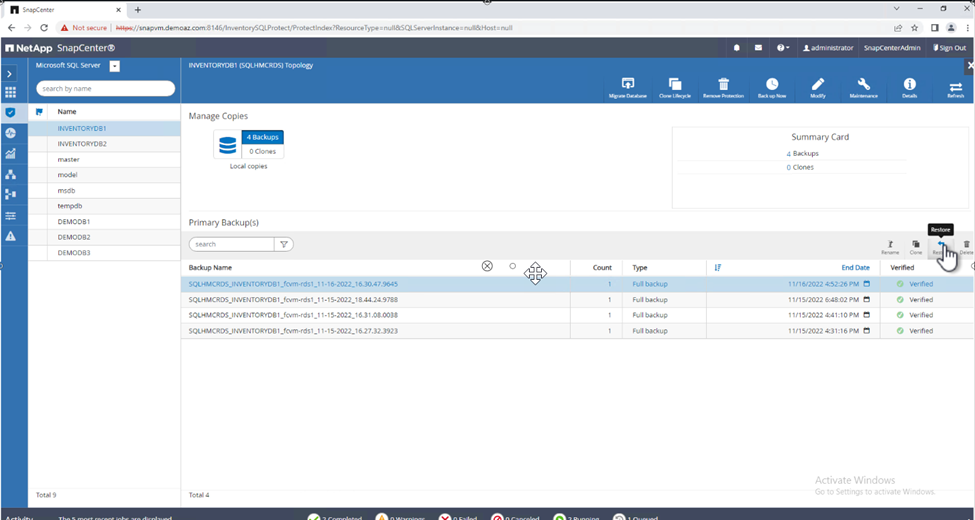 SnapCenter
Not secure https://snapvm.demoaz.com:8146/InventorySQLProtect/ProtectIndex?ResourceType=null&SQLServerInstance=null&Host=null
NetApp SnapCenter®
administrator SnapCenterAdmin Sign Out
Microsoft SQL Server
INVENTORYDB1 (SQLHMCRDS) Topology
search by name
Migrate Database Clone Lifecycle Remove Protection Back up Now Modify Maintenance Details Refresh
Name
INVENTORYDB1
INVENTORYDB2
master
model
msdb
tempdb
DEMODB1
DEMODB2
DEMODB3
Total 9
Manage Copies
4 Backups
0 Clones
Local copies
Summary Card
4 Backups
0 Clones
Primary Backup(s)
search
Restore
Rename Clone Delete
Backup Name Count Type End Date Verified
SQLHMCRDS_INVENTORYDB1_fcvm-rds1_11-16-2022_16.30.47.9645 1 Full backup 11/16/2022 4:52:26 PM Verified
SQLHMCRDS_INVENTORYDB1_fcvm-rds1_11-15-2022_18.44.24.9788 1 Full backup 11/15/2022 6:48:02 PM Verified
SQLHMCRDS_INVENTORYDB1_fcvm-rds1_11-15-2022_16.31.08.0038 1 Full backup 11/15/2022 4:41:10 PM Verified
SQLHMCRDS_INVENTORYDB1_fcvm-rds1_11-15-2022_16.27.32.3923 1 Full backup 11/15/2022 4:31:16 PM Verified
Total 4
Activate Windows
Go to Settings to activate Windows.
Activity The 5 most recent jobs are displayed 2 Completed 0 Warnings 0 Failed 0 Canceled 2 Running 1 Queued